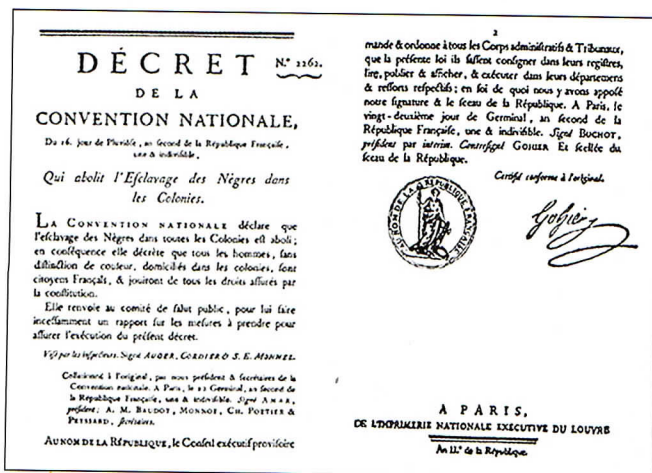 DÉCRET N.º 2262.
DE LA
CONVENTION NATIONALE,
Du 16. jour de Pluviôse, an second de la République Françaiſe,
une & indiviſible,
Qui abolit l'Eſclavage des Nègres dans
les Colonies.
LA CONVENTION NATIONALE déclare que
l'eſclavage des Nègres dans toutes les Colonies eſt aboli ;
en conſéquence elle décrète que tous les hommes, ſans
diſtinction de couleur, domiciliés dans les colonies, ſont
citoyens Français, & jouiront de tous les droits aſſurés par
la conſtitution.
Elle renvoie au comité de ſalut public, pour lui faire
inceſſamment un rapport ſur les meſures à prendre pour
aſſurer l'exécution du préſent décret.
Viſé par les inſpecteurs. Signé AUGER, CORDIER & S. E. MONNEL.
Collationné à l'original, par nous préſident & ſecrétaires de la
Convention nationale. A Paris, le 22 Germinal, an ſecond de
la République Françaiſe, une & indiviſible. Signé AMAR,
préſident ; A. M. BAUDOT, MONNOT, CH. POTTIER &
PEYSSARD, ſecrétaires.
AU NOM DE LA RÉPUBLIQUE, le Conſeil exécutif proviſoire
2
mande & ordonne à tous les Corps adminiſtratifs & Tribunaux,
que la préſente loi ils faſſent conſigner dans leurs regiſtres,
lire, publier & afficher, & exécuter dans leurs départemens
& reſſorts reſpectifs ; en foi de quoi nous y avons appoſé
notre ſignature & le ſceau de la République. A Paris, le
vingt-deuxième jour de Germinal, an ſecond de la
République Françaiſe, une & indiviſible. Signé BUCHOT,
préſident par interim. Contreſigné GOHIER Et ſcellée du
ſceau de la République.
Certifié conforme à l'original.
AU NOM DE LA RÉPUBLIQUE FRANÇAISE
Gohier
A PARIS,
DE L'IMPRIMERIE NATIONALE EXÉCUTIVE DU LOUVRE
An II.e de la République.